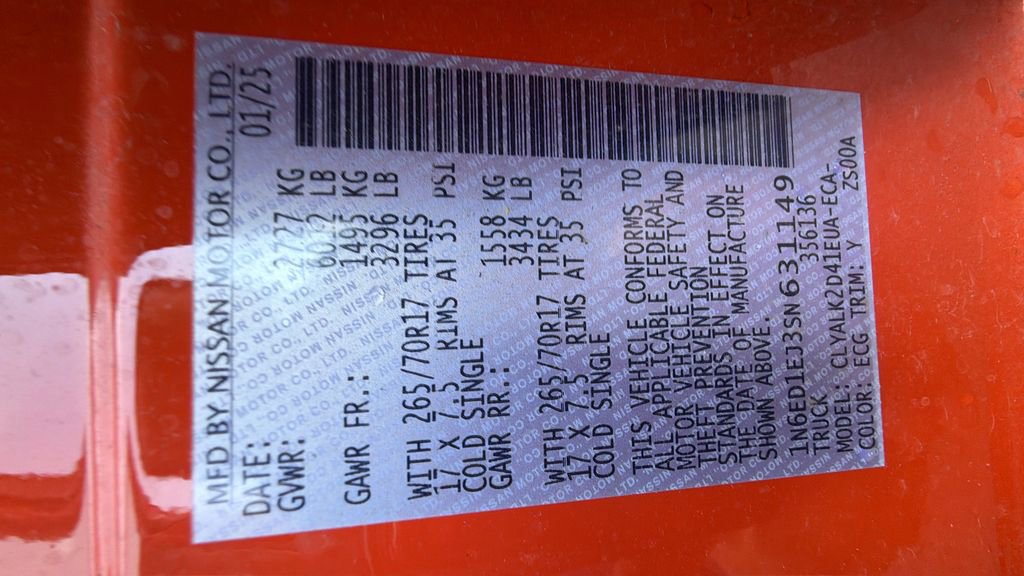 MFD BY NISSAN MOTOR CO., LTD.
DATE: 01/25
GVWR: 2727 KG
6012 LB
GAWR FR.: 1495 KG
3296 LB
WITH 265/70R17 TIRES
17 X 7.5 RIMS AT 35 PSI
COLD SINGLE
GAWR RR.: 1558 KG
3434 LB
WITH 265/70R17 TIRES
17 X 7.5 RIMS AT 35 PSI
COLD SINGLE
THIS VEHICLE CONFORMS TO
ALL APPLICABLE FEDERAL
MOTOR VEHICLE SAFETY AND
THEFT PREVENTION
STANDARDS IN EFFECT ON
THE DATE OF MANUFACTURE
SHOWN ABOVE.
1N6ED1EJ3SN631149
TRUCK 356136
MODEL: CLYALK2D41EUA-ECA-
COLOR: ECG TRIM: Y ZS00A